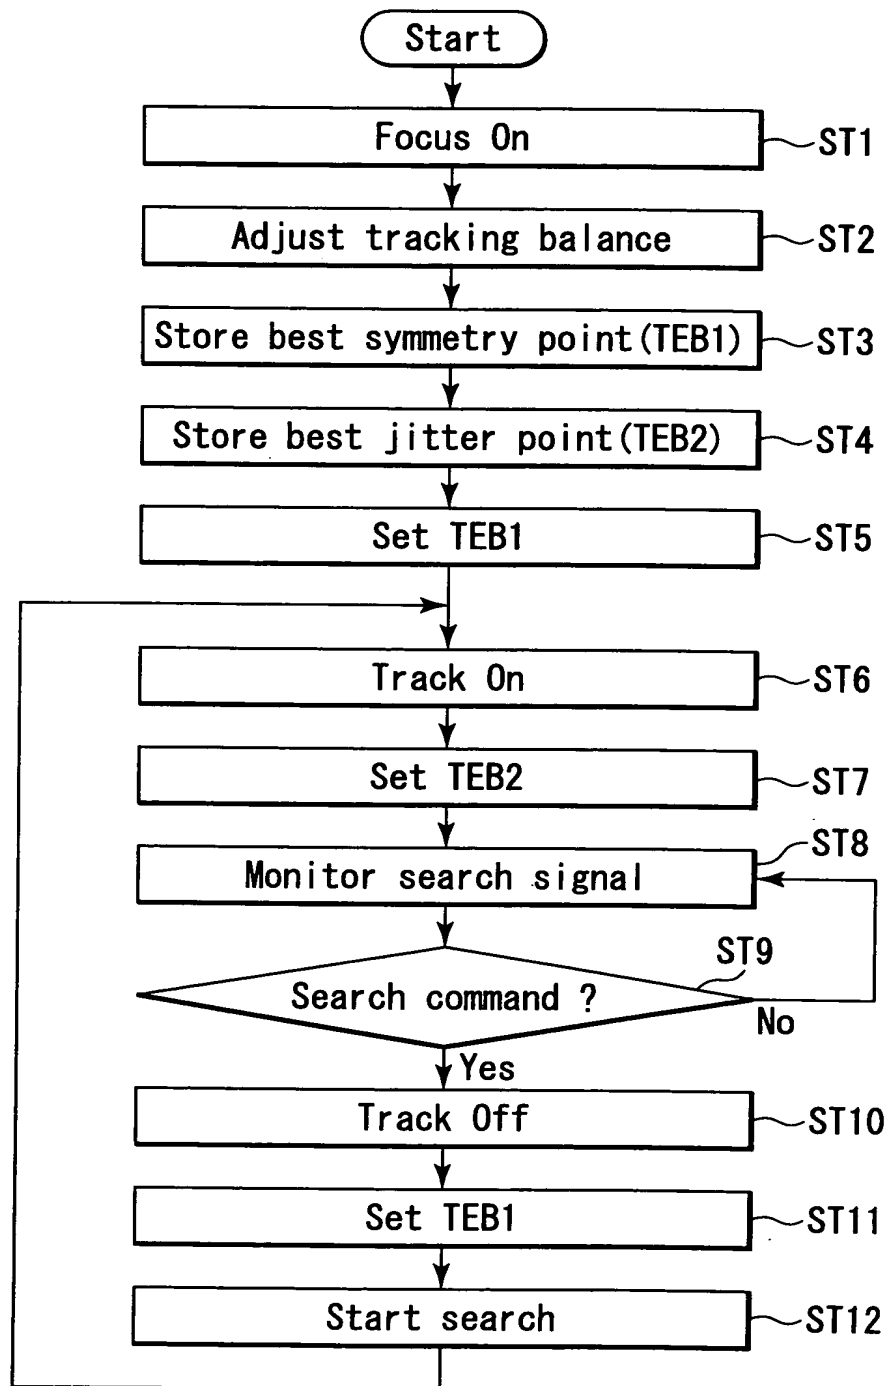 Start
Focus On
ST1
Adjust tracking balance
ST2
Store best symmetry point(TEB1)
ST3
Store best jitter point(TEB2)
ST4
Set TEB1
ST5
Track On
ST6
Set TEB2
ST7
Monitor search signal
ST8
Search command ?
ST9
No
Yes
Track Off
ST10
Set TEB1
ST11
Start search
ST12